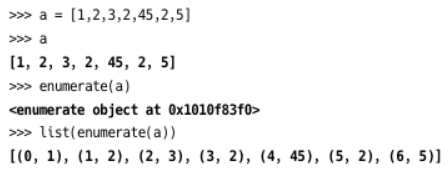 >>> a = [1,2,3,2,45,2,5]
>>> a
[1, 2, 3, 2, 45, 2, 5]
>>> enumerate(a)
<enumerate object at 0x1010f83f0>
>>> list(enumerate(a))
[(0, 1), (1, 2), (2, 3), (3, 2), (4, 45), (5, 2), (6, 5)]